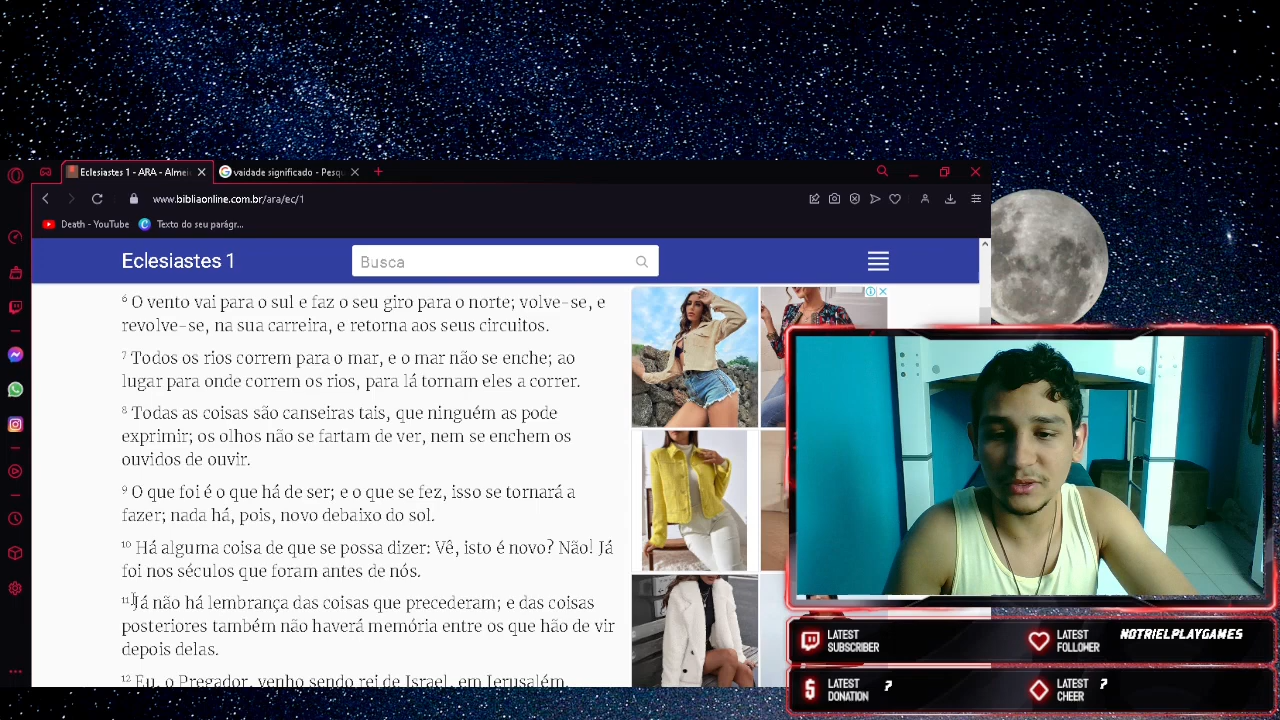 Eclesiastes 1 - ARA - Almei
vaidade significado - Pesqu
www.bibliaonline.com.br/ara/ec/1
Death - YouTube
Texto do seu parágr...
Eclesiastes 1
Busca
6 O vento vai para o sul e faz o seu giro para o norte; volve-se, e
revolve-se, na sua carreira, e retorna aos seus circuitos.
7 Todos os rios correm para o mar, e o mar não se enche; ao
lugar para onde correm os rios, para lá tornam eles a correr.
8 Todas as coisas são canseiras tais, que ninguém as pode
exprimir; os olhos não se fartam de ver, nem se enchem os
ouvidos de ouvir.
9 O que foi é o que há de ser; e o que se fez, isso se tornará a
fazer; nada há, pois, novo debaixo do sol.
10 Há alguma coisa de que se possa dizer: Vê, isto é novo? Não! Já
foi nos séculos que foram antes de nós.
11 Já não há lembrança das coisas que precederam; e das coisas
posteriores também não haverá memória entre os que hão de vir
depois delas.
12 Eu, o Pregador, venho sendo rei de Israel, em Jerusalém.
LATEST
SUBSCRIBER
LATEST
FOLLOWER
NOTRIELPLAYGAMES
LATEST
DONATION
?
LATEST
CHEER
?